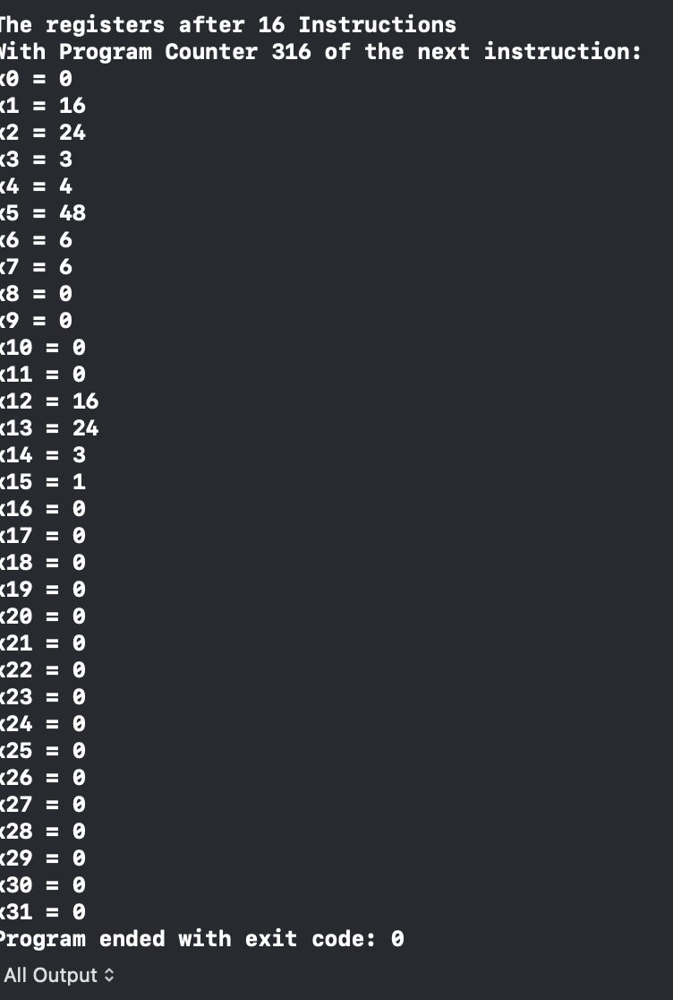 The registers after 16 Instructions
With Program Counter 316 of the next instruction:
x0 = 0
x1 = 16
x2 = 24
x3 = 3
x4 = 4
x5 = 48
x6 = 6
x7 = 6
x8 = 0
x9 = 0
x10 = 0
x11 = 0
x12 = 16
x13 = 24
x14 = 3
x15 = 1
x16 = 0
x17 = 0
x18 = 0
x19 = 0
x20 = 0
x21 = 0
x22 = 0
x23 = 0
x24 = 0
x25 = 0
x26 = 0
x27 = 0
x28 = 0
x29 = 0
x30 = 0
x31 = 0
Program ended with exit code: 0
All Output